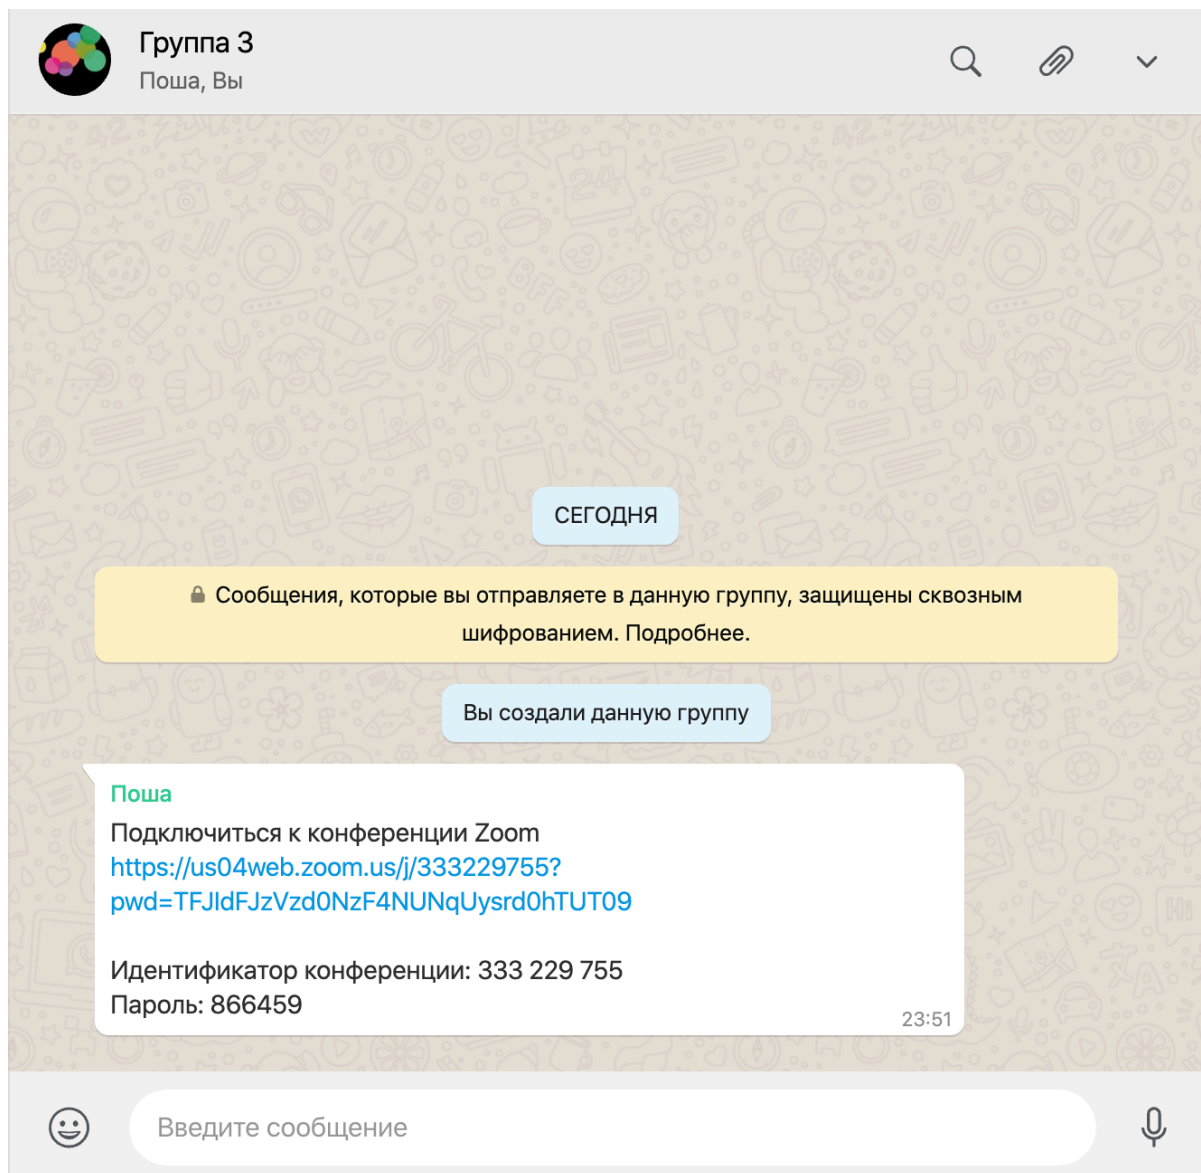 Группа 3
Поша, Вы
СЕГОДНЯ
Сообщения, которые вы отправляете в данную группу, защищены сквозным
шифрованием. Подробнее.
Вы создали данную группу
Поша
Подключиться к конференции Zoom
https://us04web.zoom.us/j/333229755?
pwd=TFJIdFJzVzd0NzF4NUNqUysrd0hTUT09
Идентификатор конференции: 333 229 755
Пароль: 866459
23:51
Введите сообщение